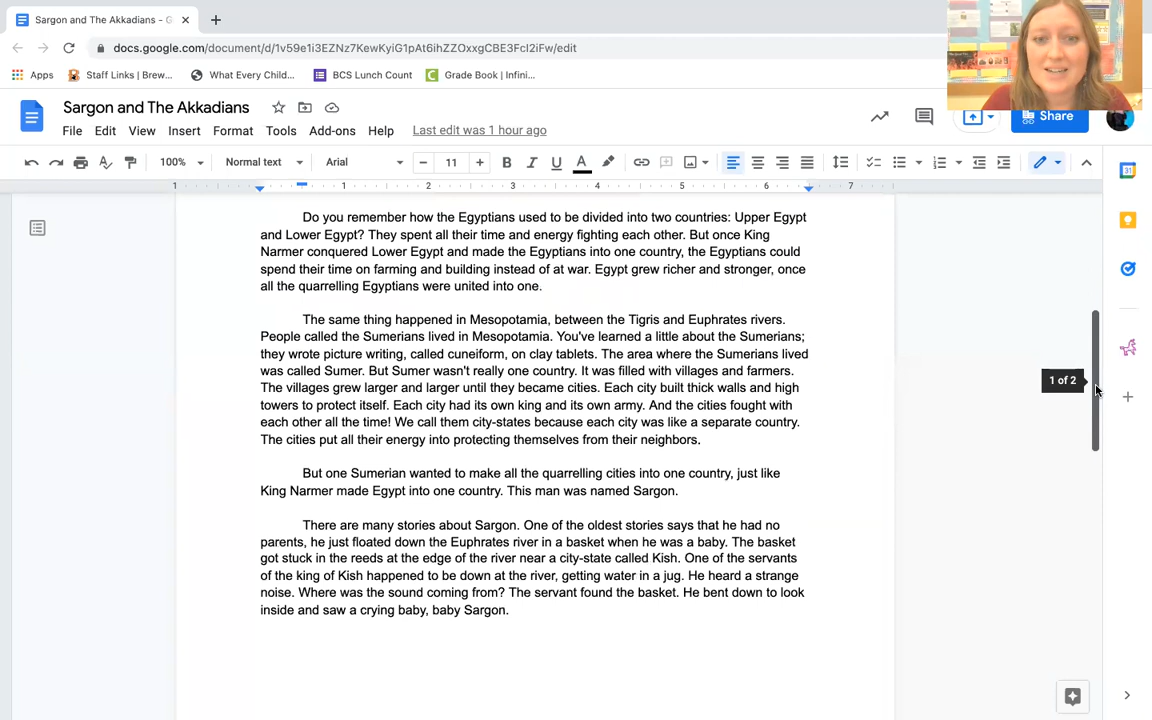 Sargon and The Akkadians - G
docs.google.com/document/d/1v59e1i3EZNz7KewKyiG1pAt6ihZZOxxgCBE3FcI2iFw/edit
Apps Staff Links | Brew... What Every Child... BCS Lunch Count Grade Book | Infini...
Sargon and The Akkadians
Share
File Edit View Insert Format Tools Add-ons Help Last edit was 1 hour ago
100% Normal text Arial 11 B I U A
1 1 2 3 4 5 6 7
31
Do you remember how the Egyptians used to be divided into two countries: Upper Egypt
and Lower Egypt? They spent all their time and energy fighting each other. But once King
Narmer conquered Lower Egypt and made the Egyptians into one country, the Egyptians could
spend their time on farming and building instead of at war. Egypt grew richer and stronger, once
all the quarrelling Egyptians were united into one.
The same thing happened in Mesopotamia, between the Tigris and Euphrates rivers.
People called the Sumerians lived in Mesopotamia. You've learned a little about the Sumerians;
they wrote picture writing, called cuneiform, on clay tablets. The area where the Sumerians lived
was called Sumer. But Sumer wasn't really one country. It was filled with villages and farmers.
The villages grew larger and larger until they became cities. Each city built thick walls and high
towers to protect itself. Each city had its own king and its own army. And the cities fought with
each other all the time! We call them city-states because each city was like a separate country.
The cities put all their energy into protecting themselves from their neighbors.
1 of 2
But one Sumerian wanted to make all the quarrelling cities into one country, just like
King Narmer made Egypt into one country. This man was named Sargon.
There are many stories about Sargon. One of the oldest stories says that he had no
parents, he just floated down the Euphrates river in a basket when he was a baby. The basket
got stuck in the reeds at the edge of the river near a city-state called Kish. One of the servants
of the king of Kish happened to be down at the river, getting water in a jug. He heard a strange
noise. Where was the sound coming from? The servant found the basket. He bent down to look
inside and saw a crying baby, baby Sargon.